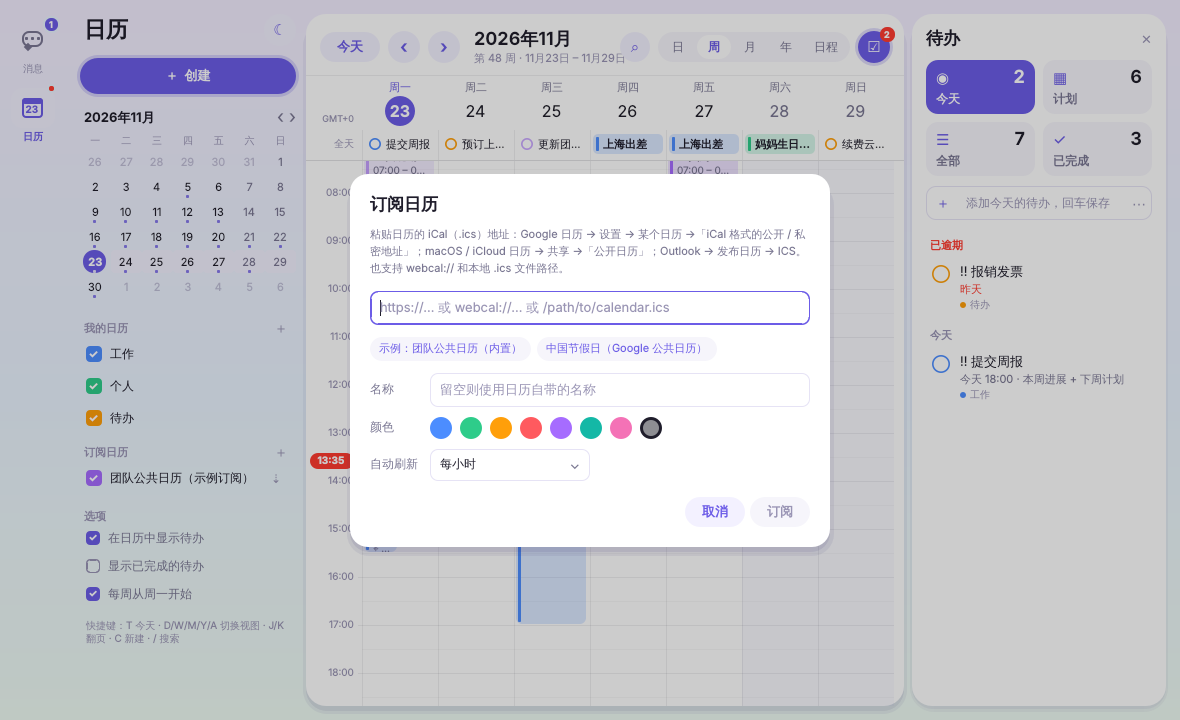 1
消息
23
日历
日历
☾
+ 创建
2026年11月
一 二 三 四 五 六 日
26 27 28 29 30 31 1
2 3 4 5 6 7 8
9 10 11 12 13 14 15
16 17 18 19 20 21 22
23 24 25 26 27 28 29
30 1 2 3 4 5 6
我的日历 +
工作
个人
待办
订阅日历 +
团队公共日历（示例订阅） ↓
选项
在日历中显示待办
显示已完成的待办
每周从周一开始
快捷键：T 今天 · D/W/M/Y/A 切换视图 · J/K
翻页 · C 新建 · / 搜索
今天
2026年11月
第 48 周 · 11月23日 – 11月29日
日 周 月 年 日程
2
周一 周二 周三 周四 周五 周六 周日
GMT+0 23 24 25 26 27 28 29
全天 提交周报 预订上… 更新团… 上海出差 上海出差 妈妈生日… 续费云…
07:00 – 0… 07:00 – 0…
08:00
09:00
10:00
11:00
12:00
13:00
13:35
14:00
15:00
16:00
17:00
18:00
订阅日历
粘贴日历的 iCal（.ics）地址：Google 日历 → 设置 → 某个日历 →「iCal 格式的公开 / 私
密地址」；macOS / iCloud 日历 → 共享 →「公开日历」；Outlook → 发布日历 → ICS。
也支持 webcal:// 和本地 .ics 文件路径。
https://… 或 webcal://… 或 /path/to/calendar.ics
示例：团队公共日历（内置） 中国节假日（Google 公共日历）
名称 留空则使用日历自带的名称
颜色
自动刷新 每小时
取消 订阅
待办 ×
2
今天
6
计划
7
全部
3
已完成
+ 添加今天的待办，回车保存 ···
已逾期
!! 报销发票
昨天
待办
今天
!! 提交周报
今天 18:00 · 本周进展 + 下周计划
工作